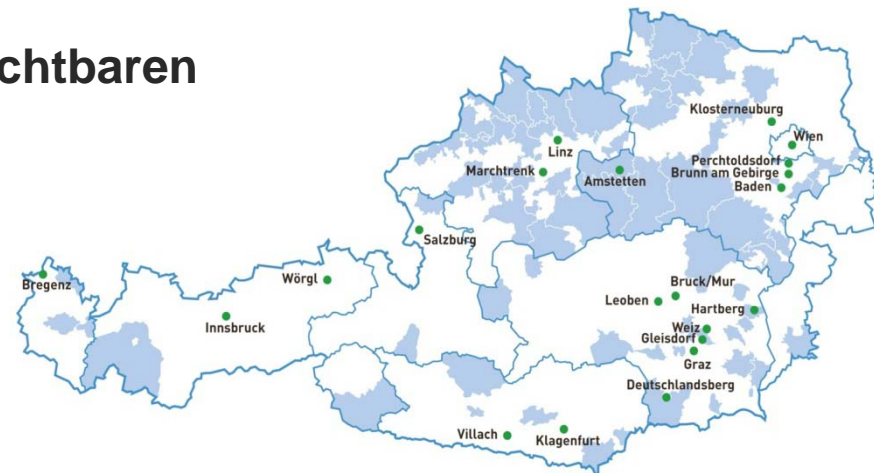 chtbaren
Klosterneuburg
Wien
Linz
Perchtoldsdorf
Marchtrenk
Amstetten
Brunn am Gebirge
Baden
Salzburg
Bregenz
Wörgl
Bruck/Mur
Leoben
Hartberg
Innsbruck
Weiz
Gleisdorf
Graz
Deutschlandsberg
Villach
Klagenfurt